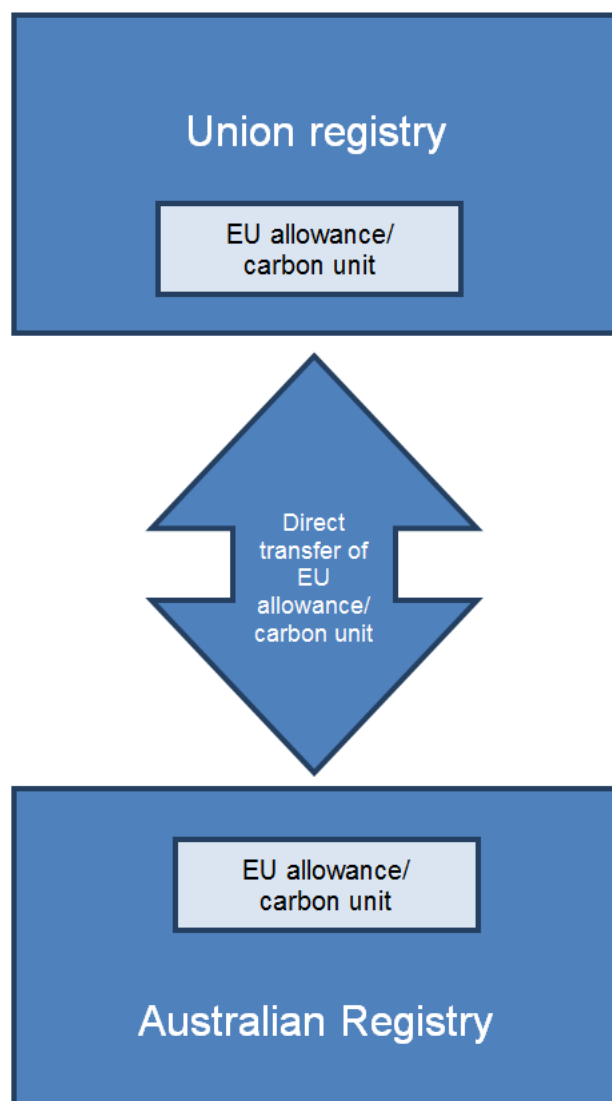 Union registry
EU allowance/
carbon unit
Direct
transfer of
EU
allowance/
carbon unit
EU allowance/
carbon unit
Australian Registry